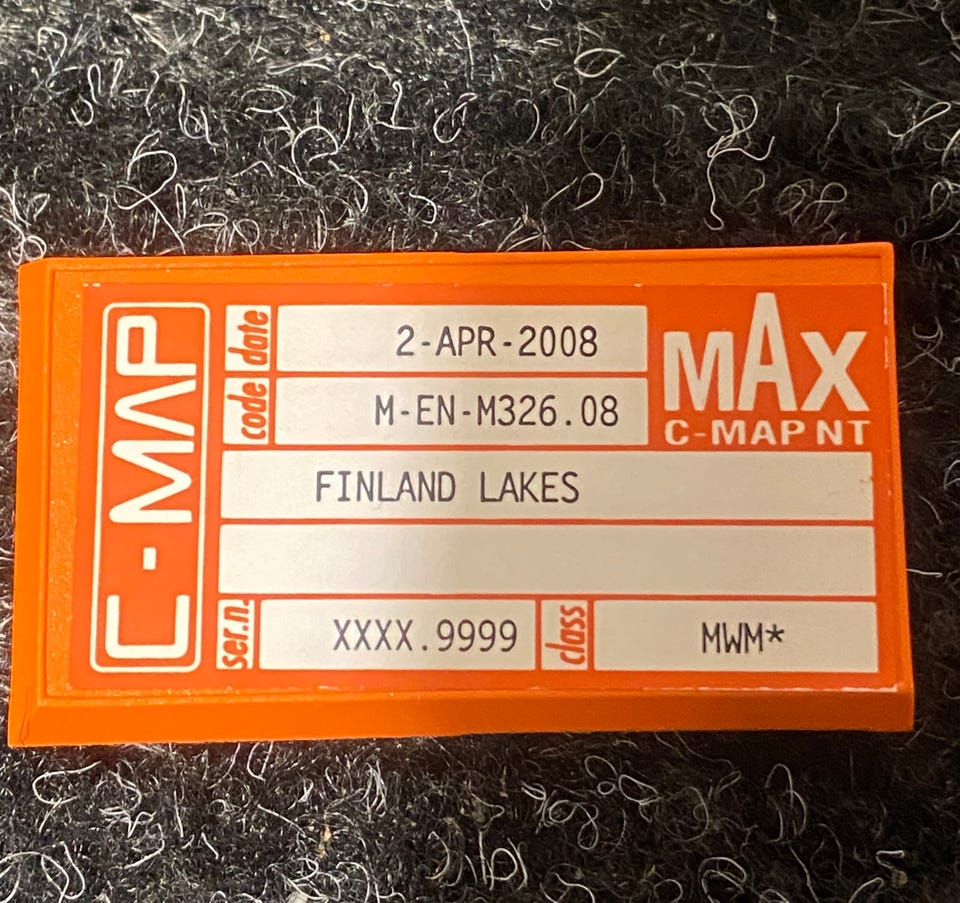 C-MAP
date 2-APR-2008
code M-EN-M326.08
MAX
C-MAP NT
FINLAND LAKES
ser.n. XXXX.9999 class MWM*